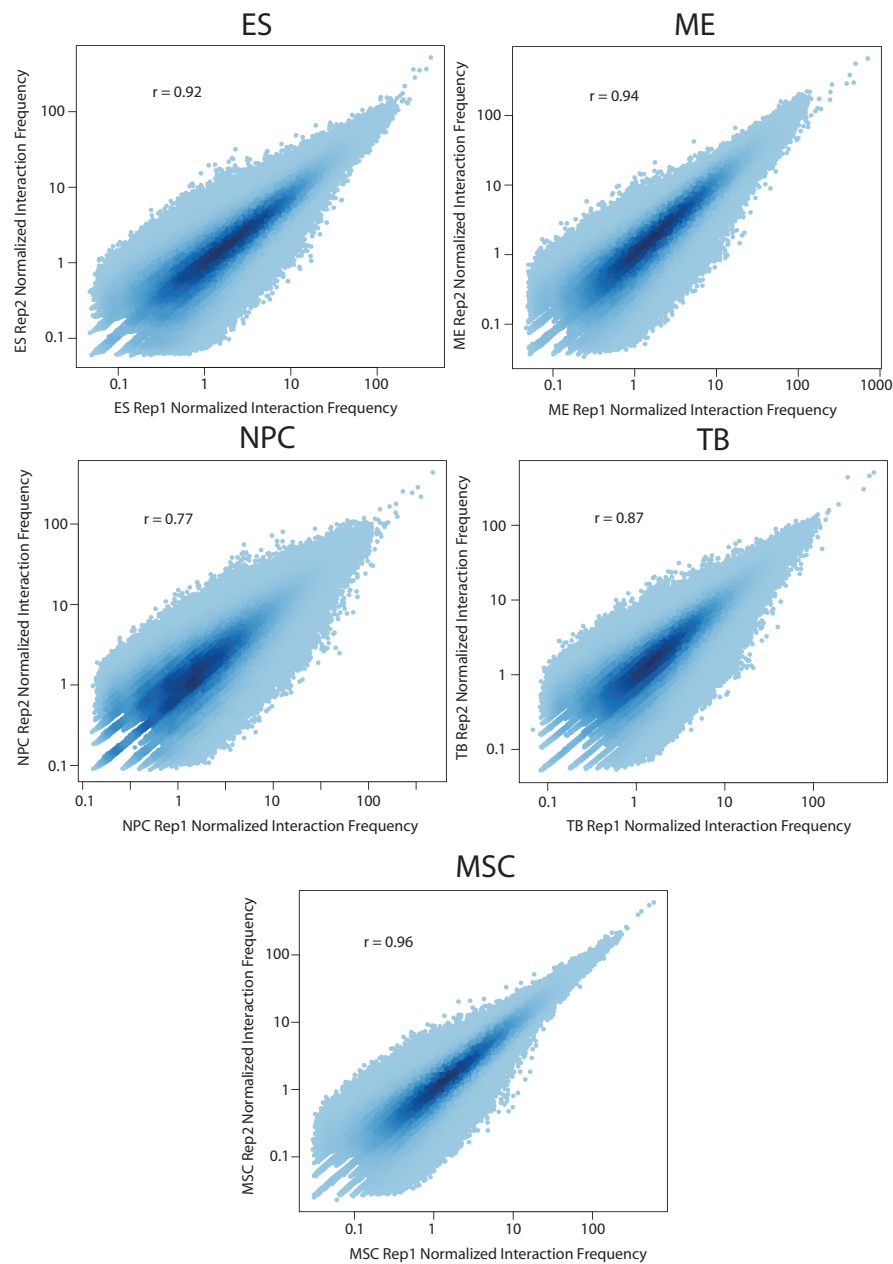 ES
r = 0.92
ES Rep2 Normalized Interaction Frequency
100
10
1
0.1
0.1 1 10 100
ES Rep1 Normalized Interaction Frequency
ME
r = 0.94
ME Rep2 Normalized Interaction Frequency
100
10
1
0.1
0.1 1 10 100 1000
ME Rep1 Normalized Interaction Frequency
NPC
r = 0.77
NPC Rep2 Normalized Interaction Frequency
100
10
1
0.1
0.1 1 10 100
NPC Rep1 Normalized Interaction Frequency
TB
r = 0.87
TB Rep2 Normalized Interaction Frequency
100
10
1
0.1
0.1 1 10 100
TB Rep1 Normalized Interaction Frequency
MSC
r = 0.96
MSC Rep2 Normalized Interaction Frequency
100
10
1
0.1
0.1 1 10 100
MSC Rep1 Normalized Interaction Frequency